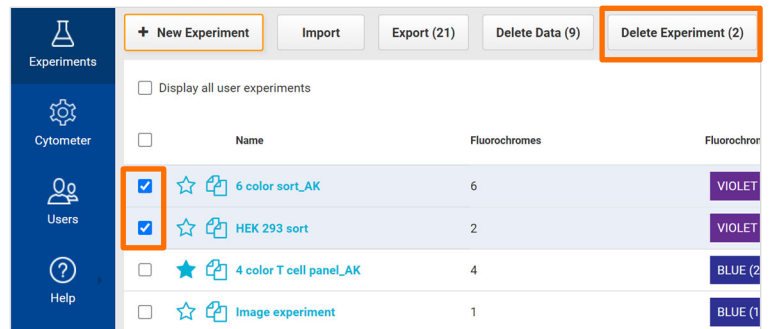 Experiments
Cytometer
Users
Help
+ New Experiment Import Export (21) Delete Data (9) Delete Experiment (2)
Display all user experiments
Name Fluorochromes Fluorochron
6 color sort_AK 6 VIOLET
HEK 293 sort 2 VIOLET
4 color T cell panel_AK 4 BLUE (2
Image experiment 1 BLUE (1